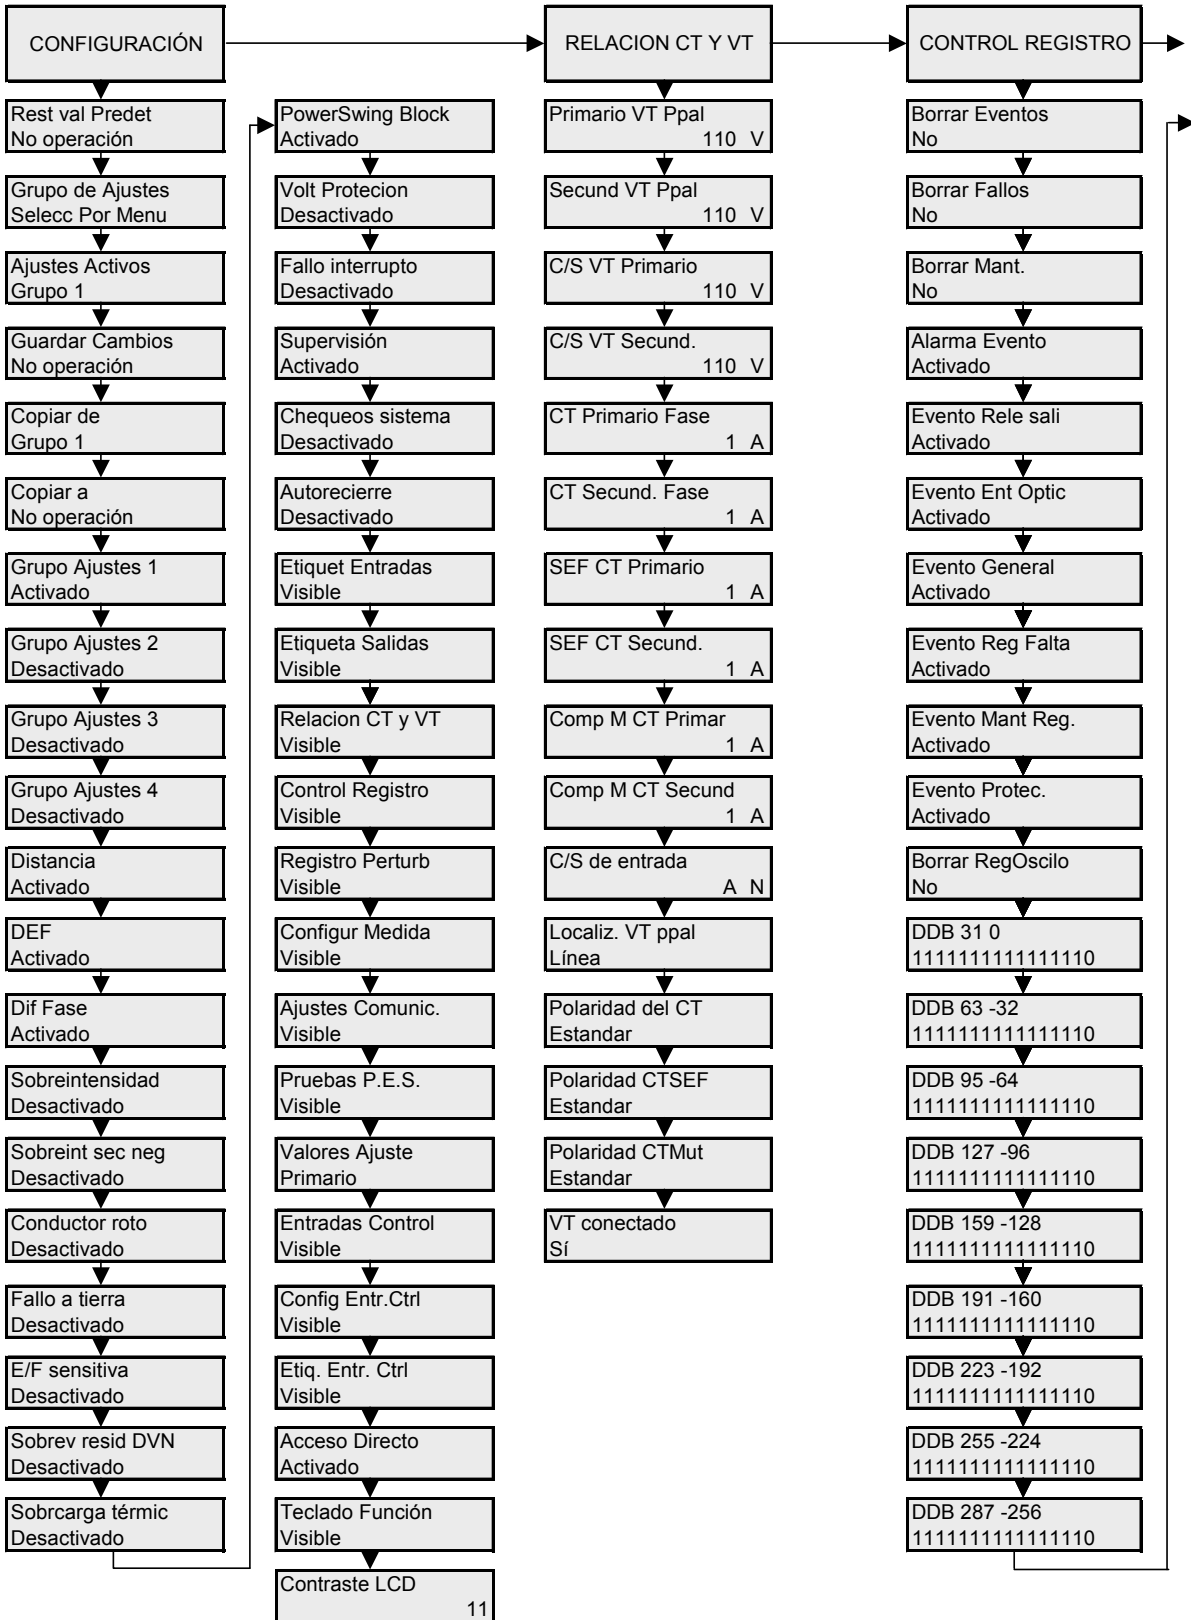 CONFIGURACIÓN
Rest val Predet
No operación
Grupo de Ajustes
Selecc Por Menu
Ajustes Activos
Grupo 1
Guardar Cambios
No operación
Copiar de
Grupo 1
Copiar a
No operación
Grupo Ajustes 1
Activado
Grupo Ajustes 2
Desactivado
Grupo Ajustes 3
Desactivado
Grupo Ajustes 4
Desactivado
Distancia
Activado
DEF
Activado
Dif Fase
Activado
Sobreintensidad
Desactivado
Sobreint sec neg
Desactivado
Conductor roto
Desactivado
Fallo a tierra
Desactivado
E/F sensitiva
Desactivado
Sobrev resid DVN
Desactivado
Sobrcarga térmic
Desactivado
PowerSwing Block
Activado
Volt Protecion
Desactivado
Fallo interrupto
Desactivado
Supervisión
Activado
Chequeos sistema
Desactivado
Autorecierre
Desactivado
Etiquet Entradas
Visible
Etiqueta Salidas
Visible
Relacion CT y VT
Visible
Control Registro
Visible
Registro Perturb
Visible
Configur Medida
Visible
Ajustes Comunic.
Visible
Pruebas P.E.S.
Visible
Valores Ajuste
Primario
Entradas Control
Visible
Config Entr.Ctrl
Visible
Etiq. Entr. Ctrl
Visible
Acceso Directo
Activado
Teclado Función
Visible
Contraste LCD
11
RELACION CT Y VT
Primario VT Ppal
110 V
Secund VT Ppal
110 V
C/S VT Primario
110 V
C/S VT Secund.
110 V
CT Primario Fase
1 A
CT Secund. Fase
1 A
SEF CT Primario
1 A
SEF CT Secund.
1 A
Comp M CT Primar
1 A
Comp M CT Secund
1 A
C/S de entrada
A N
Localiz. VT ppal
Línea
Polaridad del CT
Estandar
Polaridad CTSEF
Estandar
Polaridad CTMut
Estandar
VT conectado
Sí
CONTROL REGISTRO
Borrar Eventos
No
Borrar Fallos
No
Borrar Mant.
No
Alarma Evento
Activado
Evento Rele sali
Activado
Evento Ent Optic
Activado
Evento General
Activado
Evento Reg Falta
Activado
Evento Mant Reg.
Activado
Evento Protec.
Activado
Borrar RegOscilo
No
DDB 31 0
1111111111111110
DDB 63 -32
1111111111111110
DDB 95 -64
1111111111111110
DDB 127 -96
1111111111111110
DDB 159 -128
1111111111111110
DDB 191 -160
1111111111111110
DDB 223 -192
1111111111111110
DDB 255 -224
1111111111111110
DDB 287 -256
1111111111111110